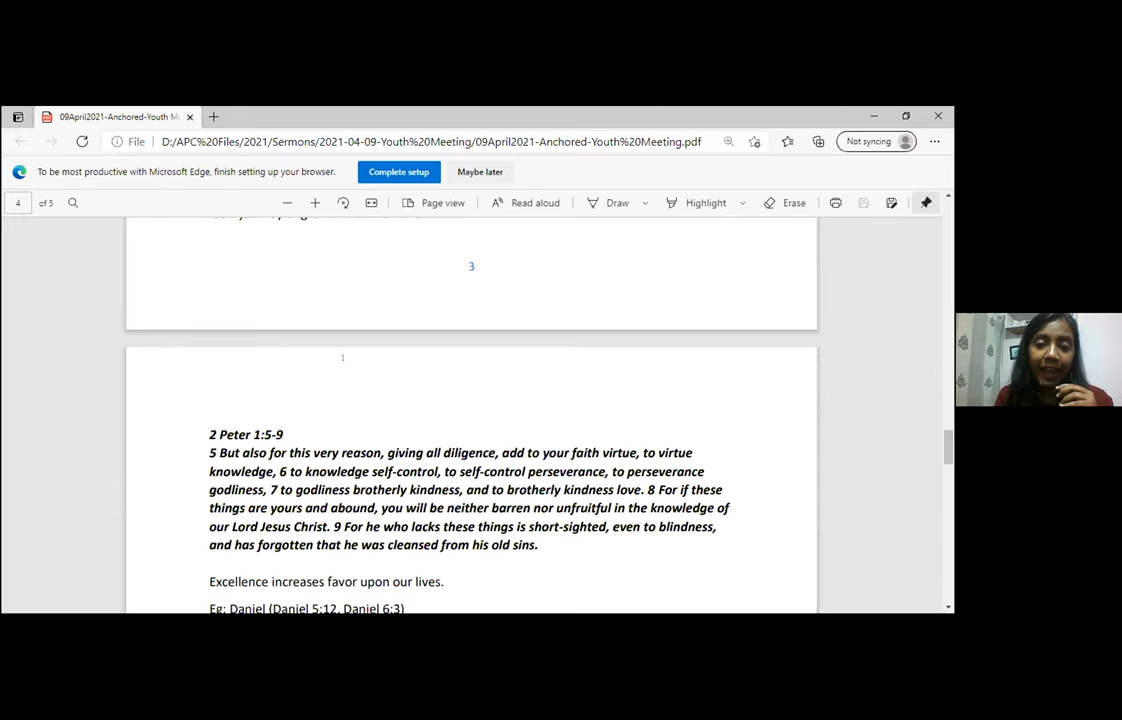 09April2021-Anchored-Youth M
File D:/APC%20Files/2021/Sermons/2021-04-09-Youth%20Meeting/09April2021-Anchored-Youth%20Meeting.pdf Not syncing
To be most productive with Microsoft Edge, finish setting up your browser. Complete setup Maybe later
4 of 5 Page view Read aloud Draw Highlight Erase
3
2 Peter 1:5-9
5 But also for this very reason, giving all diligence, add to your faith virtue, to virtue
knowledge, 6 to knowledge self-control, to self-control perseverance, to perseverance
godliness, 7 to godliness brotherly kindness, and to brotherly kindness love. 8 For if these
things are yours and abound, you will be neither barren nor unfruitful in the knowledge of
our Lord Jesus Christ. 9 For he who lacks these things is short-sighted, even to blindness,
and has forgotten that he was cleansed from his old sins.
Excellence increases favor upon our lives.
Eg: Daniel (Daniel 5:12, Daniel 6:3)